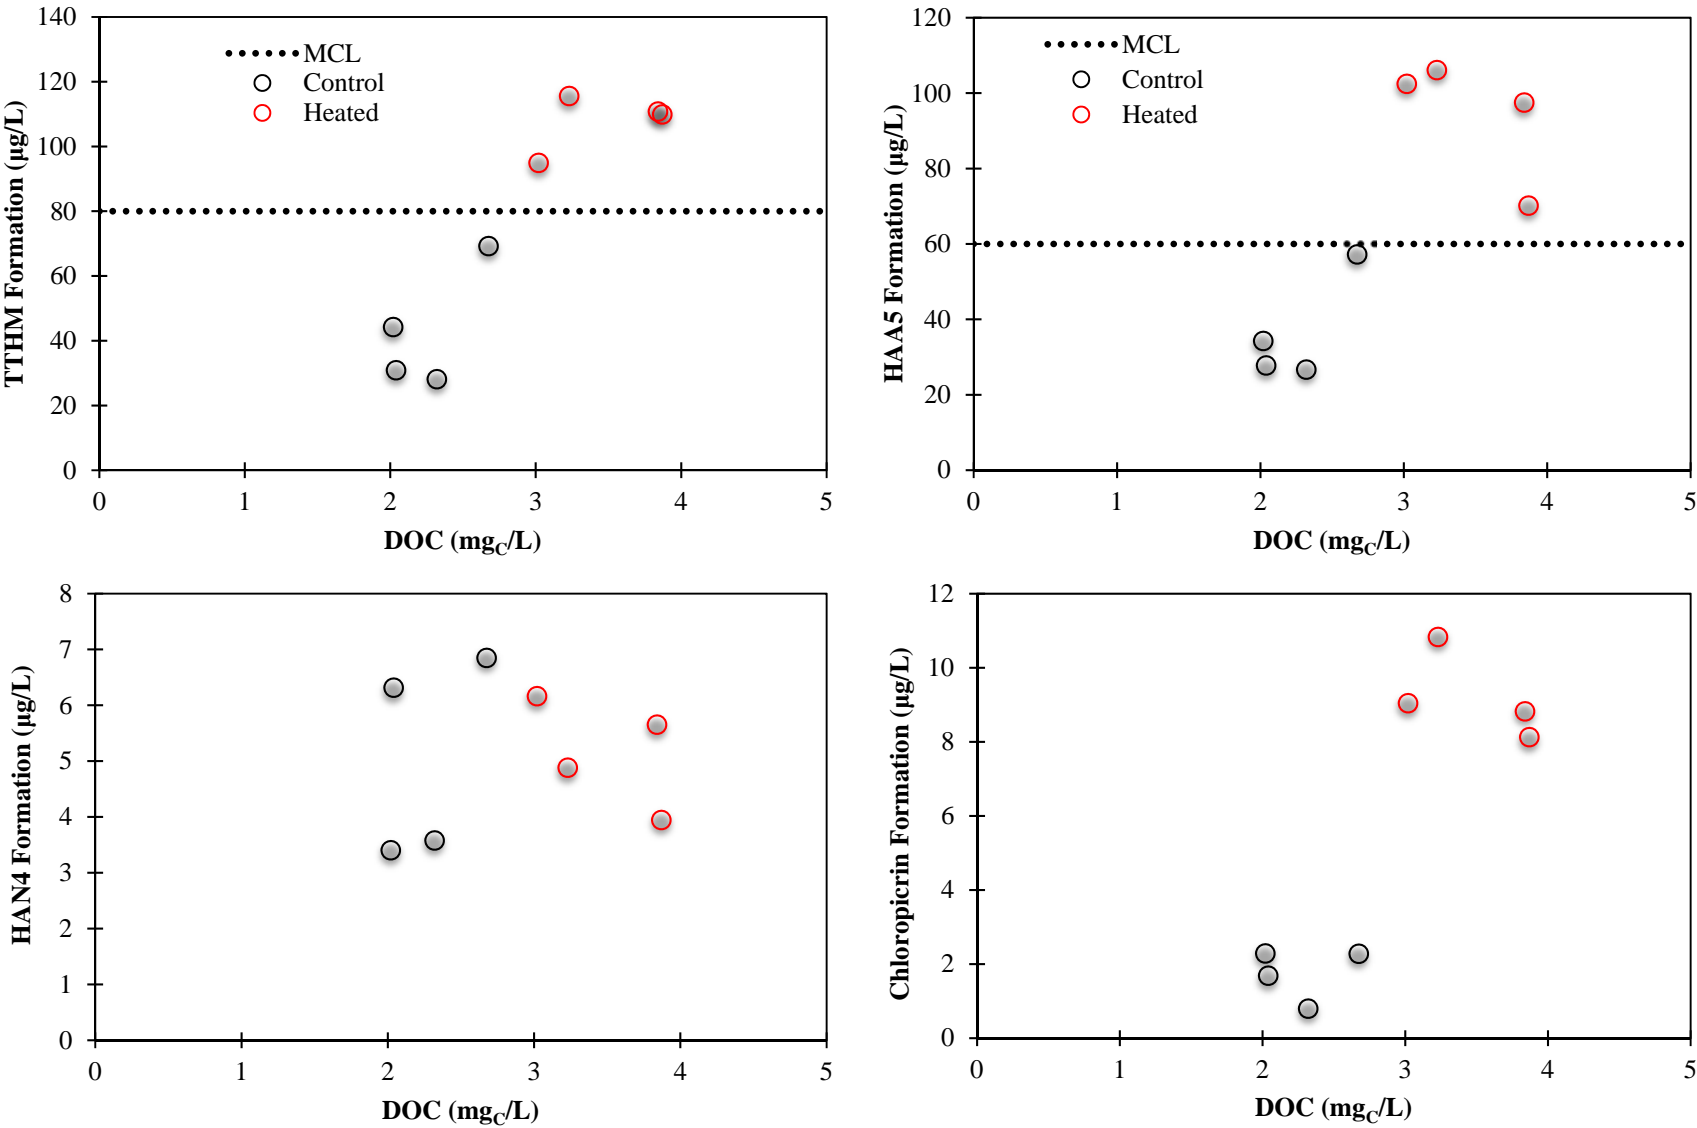 TTHM Formation (µg/L)
140
120
100
80
60
40
20
0
MCL
Control
Heated
0 1 2 3 4 5
DOC (mgC/L)
HAA5 Formation (µg/L)
120
100
80
60
40
20
0
MCL
Control
Heated
0 1 2 3 4 5
DOC (mgC/L)
HAN4 Formation (µg/L)
8
7
6
5
4
3
2
1
0
0 1 2 3 4 5
DOC (mgC/L)
Chloropicrin Formation (µg/L)
12
10
8
6
4
2
0
0 1 2 3 4 5
DOC (mgC/L)